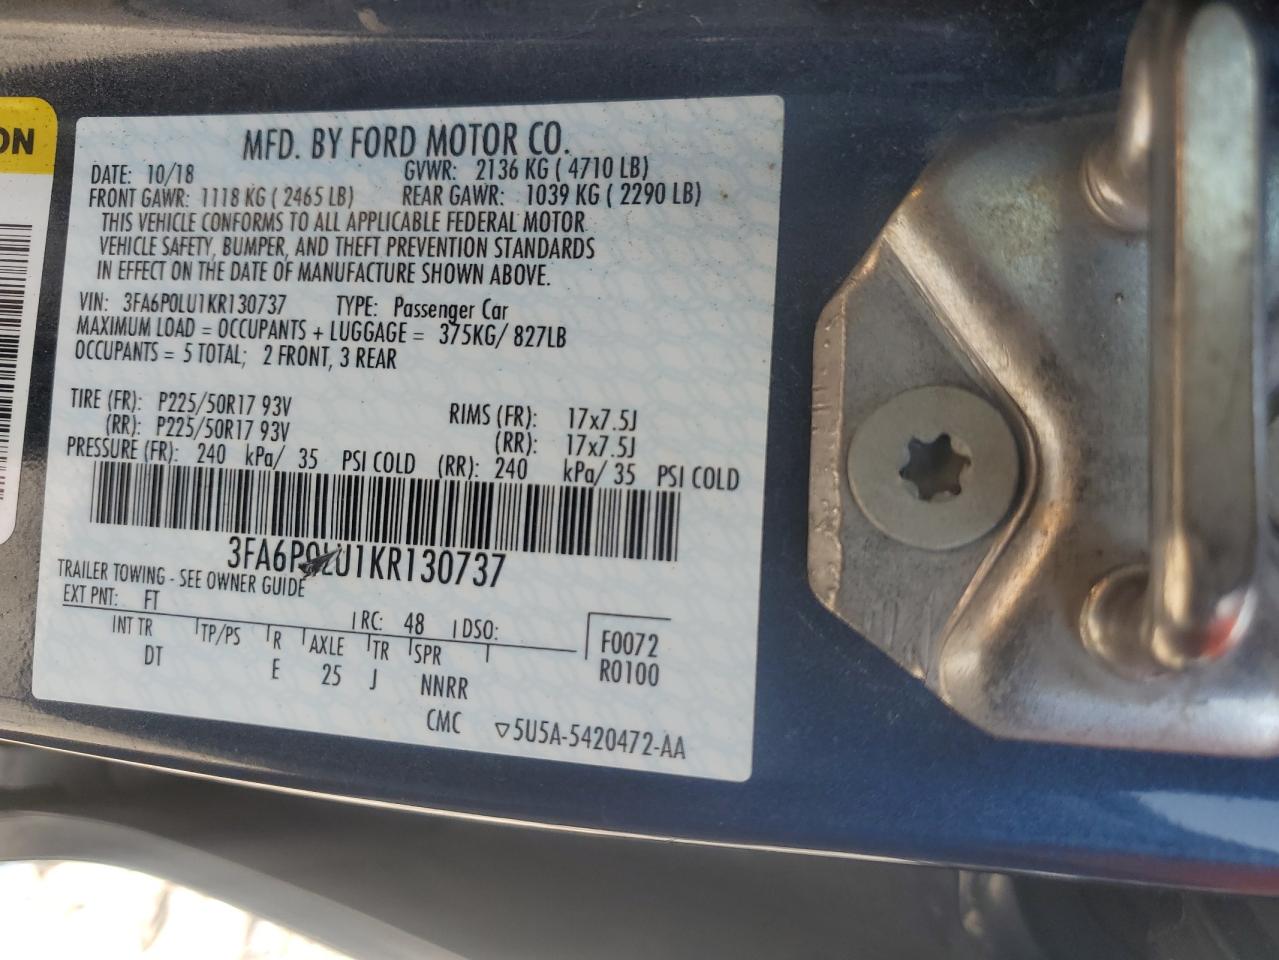 ON
MFD. BY FORD MOTOR CO.
DATE: 10/18 GVWR: 2136 KG ( 4710 LB)
FRONT GAWR: 1118 KG ( 2465 LB) REAR GAWR: 1039 KG ( 2290 LB)
THIS VEHICLE CONFORMS TO ALL APPLICABLE FEDERAL MOTOR
VEHICLE SAFETY, BUMPER, AND THEFT PREVENTION STANDARDS
IN EFFECT ON THE DATE OF MANUFACTURE SHOWN ABOVE.
VIN: 3FA6P0LU1KR130737 TYPE: Passenger Car
MAXIMUM LOAD = OCCUPANTS + LUGGAGE = 375KG/ 827LB
OCCUPANTS = 5 TOTAL; 2 FRONT, 3 REAR
TIRE (FR): P225/50R17 93V RIMS (FR): 17x7.5J
(RR): P225/50R17 93V (RR): 17x7.5J
PRESSURE (FR): 240 kPa/ 35 PSI COLD (RR): 240 kPa/ 35 PSI COLD
3FA6P0LU1KR130737
TRAILER TOWING - SEE OWNER GUIDE
EXT PNT: FT RC: 48 DSO:
INT TR TP/PS R AXLE TR SPR F0072
DT E 25 J NNRR R0100
CMC ▽5U5A-5420472-AA